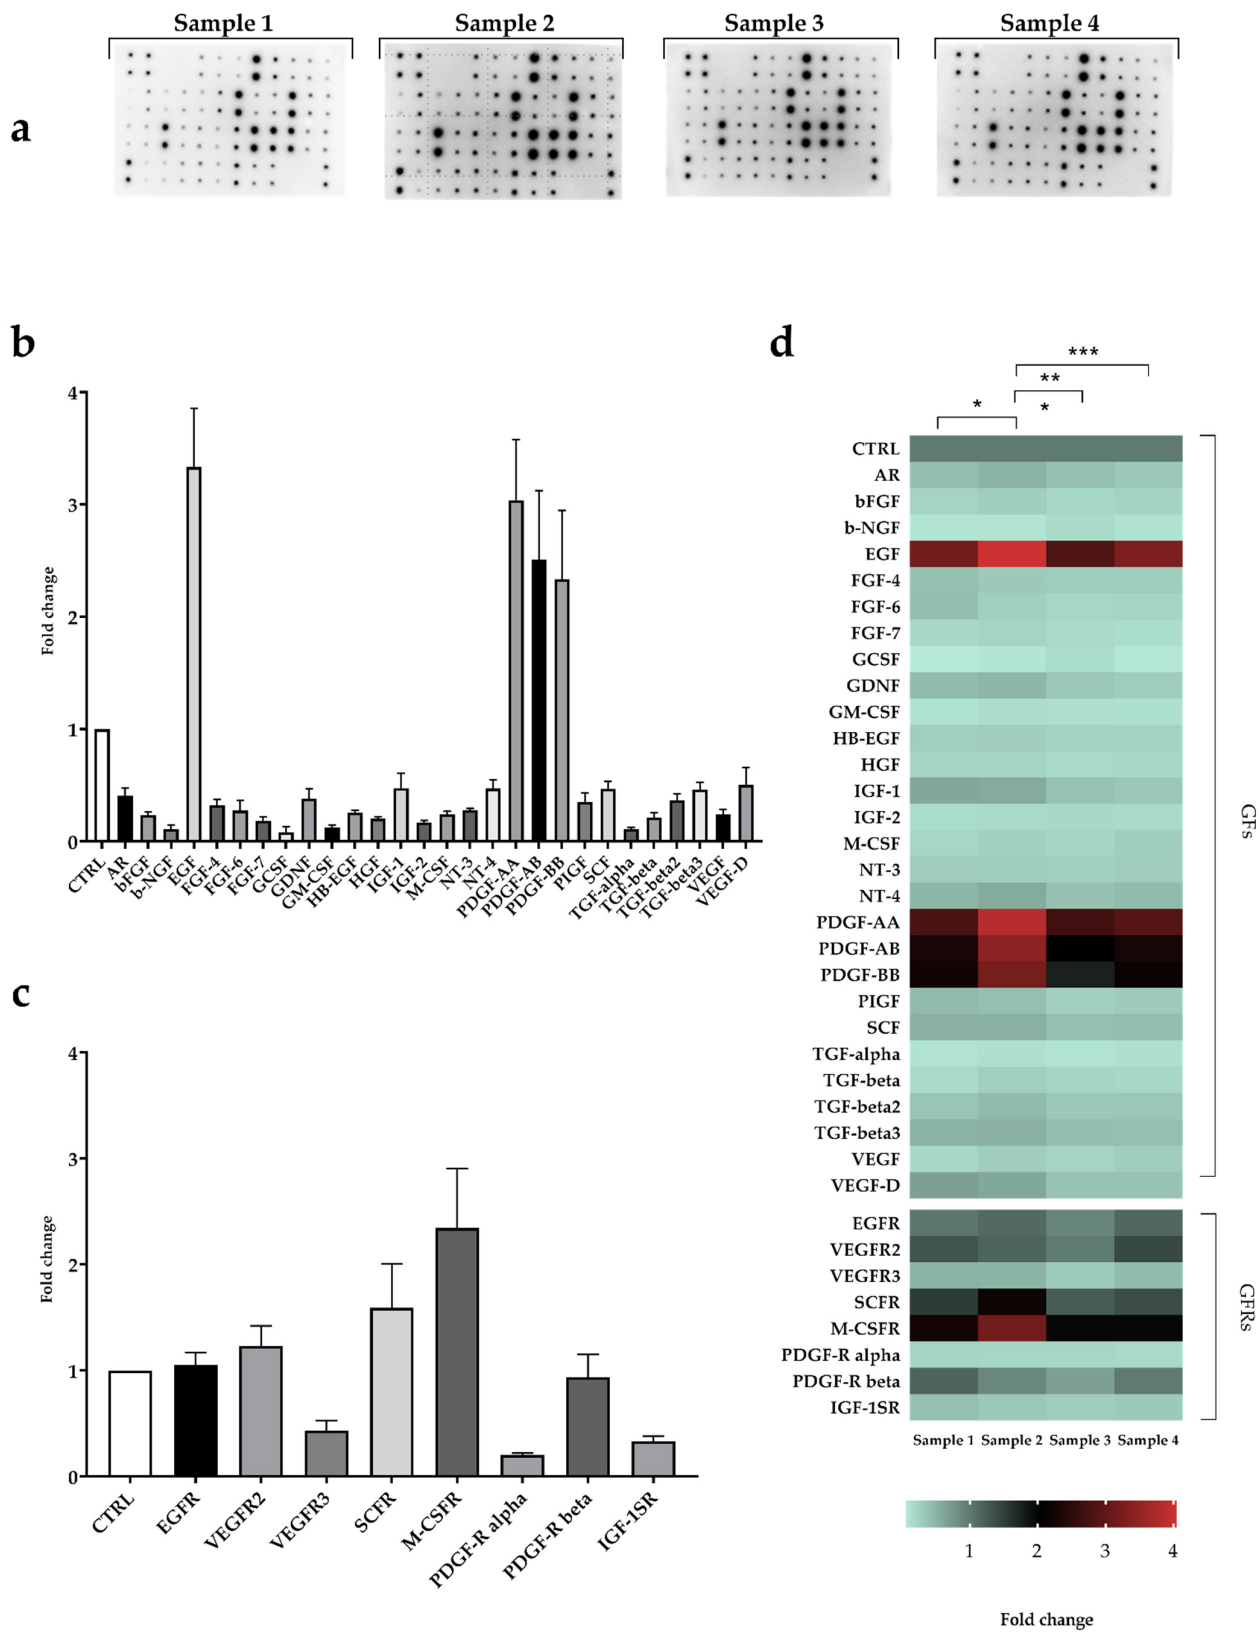 Sample 1 Sample 2 Sample 3 Sample 4
a
b
4
3
2
1
0
Fold change
CTRL
AR
bFGF
b-NGF
EGF
FGF-4
FGF-6
FGF-7
GCSF
GDNF
GM-CSF
HB-EGF
HGF
IGF-1
IGF-2
M-CSF
NT-3
NT-4
PDGF-AA
PDGF-AB
PDGF-BB
PIGF
SCF
TGF-alpha
TGF-beta
TGF-beta2
TGF-beta3
VEGF
VEGF-D
c
4
3
2
1
0
Fold change
CTRL
EGFR
VEGFR2
VEGFR3
SCFR
M-CSFR
PDGF-R alpha
PDGF-R beta
IGF-1SR
d
***
**
* *
CTRL
AR
bFGF
b-NGF
EGF
FGF-4
FGF-6
FGF-7
GCSF
GDNF
GM-CSF
HB-EGF
HGF
IGF-1
IGF-2
M-CSF
NT-3
NT-4
PDGF-AA
PDGF-AB
PDGF-BB
PIGF
SCF
TGF-alpha
TGF-beta
TGF-beta2
TGF-beta3
VEGF
VEGF-D
GFs
EGFR
VEGFR2
VEGFR3
SCFR
M-CSFR
PDGF-R alpha
PDGF-R beta
IGF-1SR
GFRs
Sample 1 Sample 2 Sample 3 Sample 4
1 2 3 4
Fold change